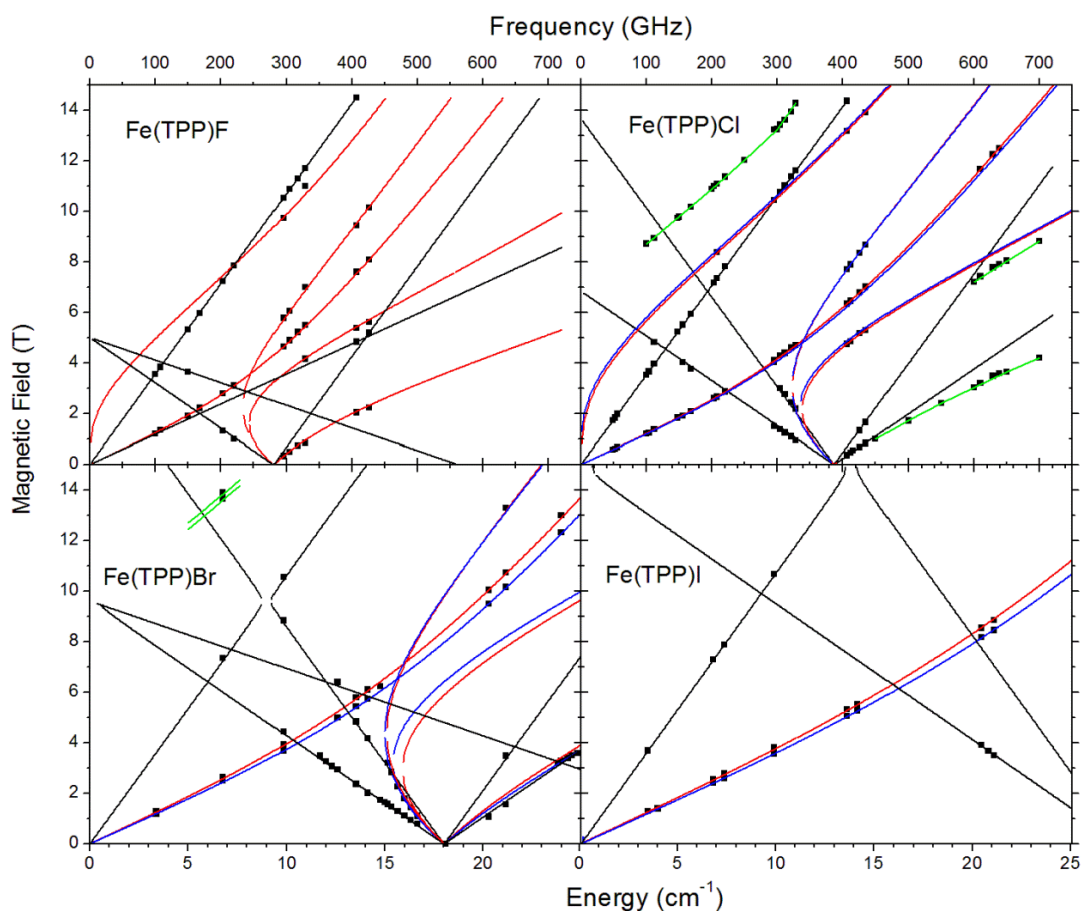 Frequency (GHz)
0 100 200 300 400 500 600 700 0 100 200 300 400 500 600 700
14
12
10
8
6
4
2
0
Fe(TPP)F
Fe(TPP)Cl
Magnetic Field (T)
14
12
10
8
6
4
2
0
Fe(TPP)Br
Fe(TPP)I
0 5 10 15 20 0 5 10 15 20 25
Energy (cm⁻¹)